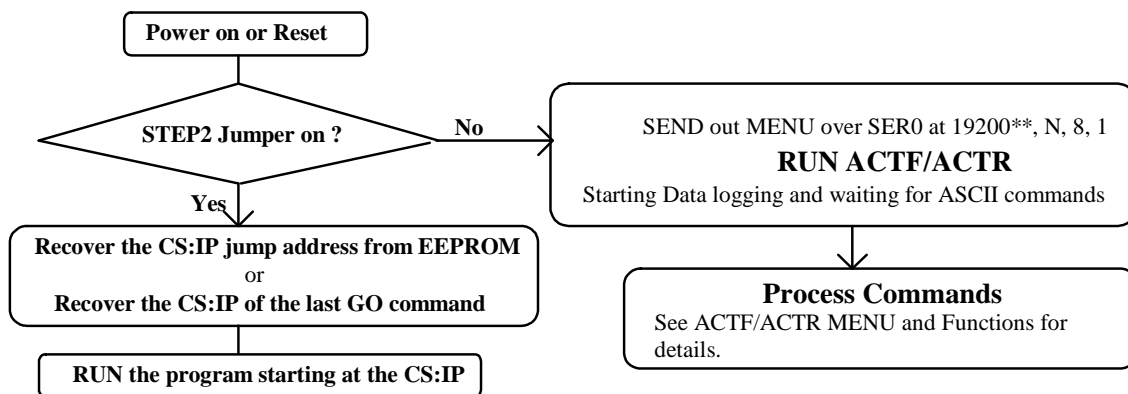 Power on or Reset
STEP2 Jumper on ?
No
Yes
Recover the CS:IP jump address from EEPROM
or
Recover the CS:IP of the last GO command
RUN the program starting at the CS:IP
SEND out MENU over SER0 at 19200**, N, 8, 1
RUN ACTF/ACTR
Starting Data logging and waiting for ASCII commands
Process Commands
See ACTF/ACTR MENU and Functions for
details.